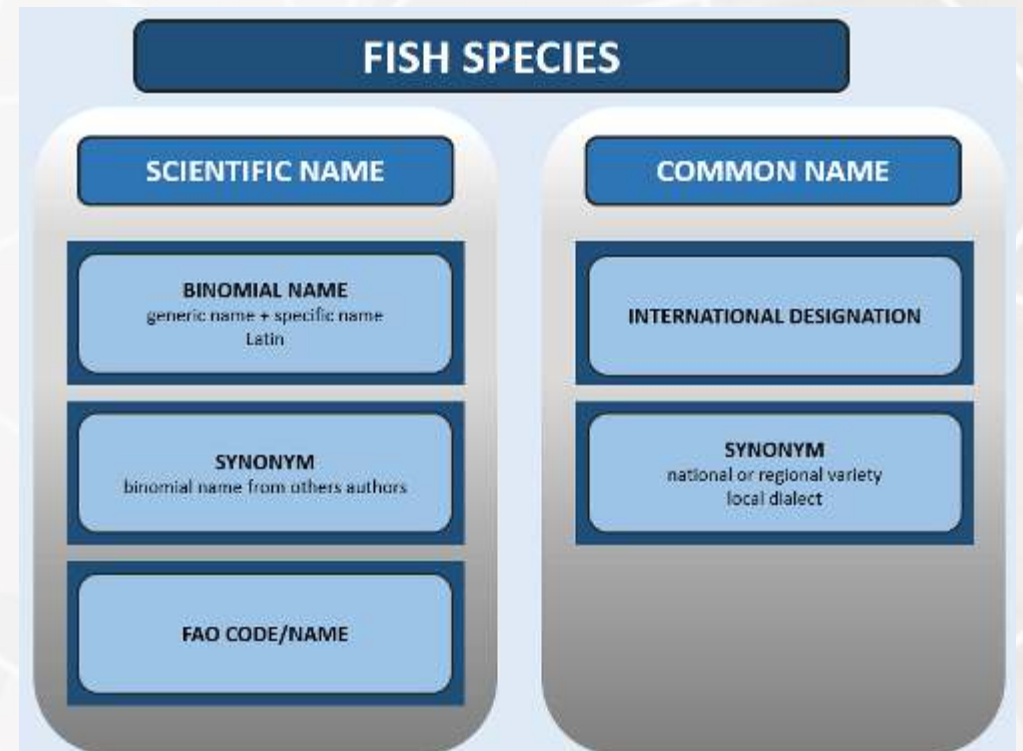 FISH SPECIES
SCIENTIFIC NAME
BINOMIAL NAME
generic name + specific name
Latin
SYNONYM
binomial name from others authors
FAO CODE/NAME
COMMON NAME
INTERNATIONAL DESIGNATION
SYNONYM
national or regional variety
local dialect